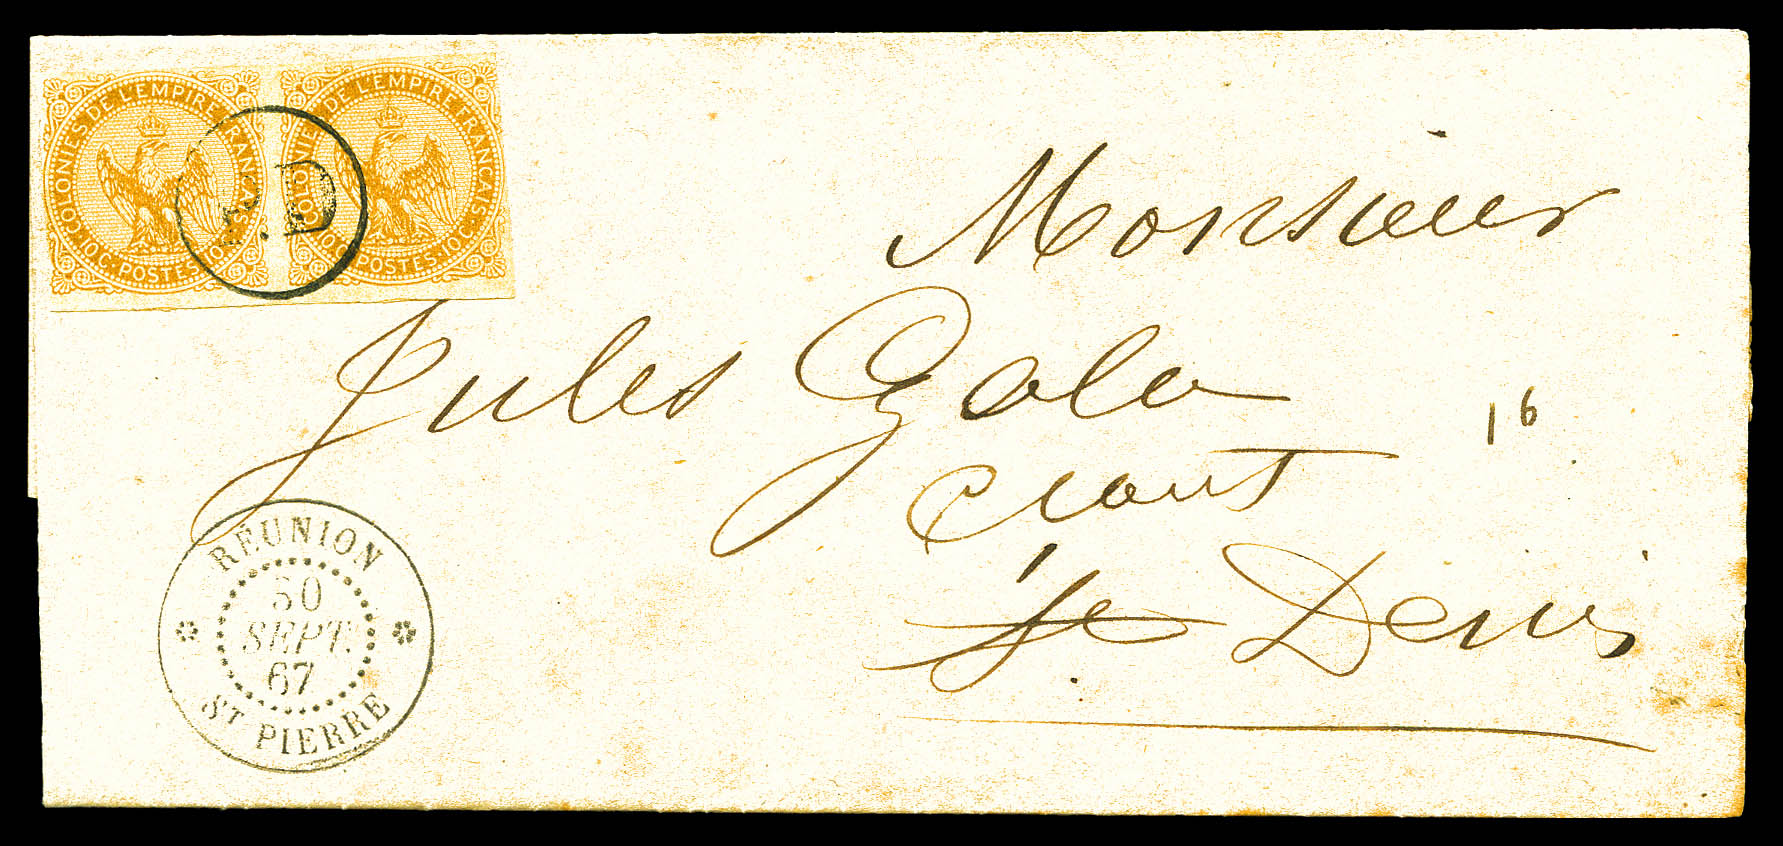 COLONIES DE L'EMPIRE FRANÇAIS
10 C. POSTES 10 C.
COLONIES DE L'EMPIRE FRANÇAIS
10 C. POSTES 10 C.
P.D
Monsieur
Jules Gola
16
St Denis
RÉUNION
30
SEPT.
67
ST PIERRE